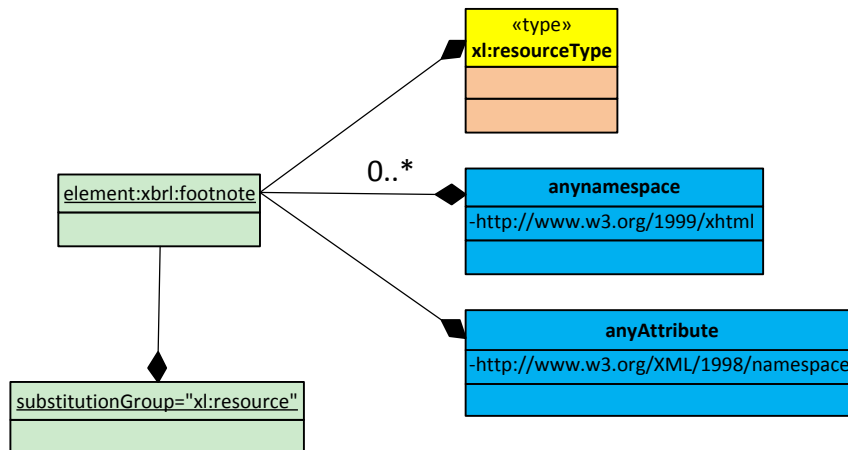 «type»
xl:resourceType
0..*
element:xbrl:footnote
anynamespace
-http://www.w3.org/1999/xhtml
anyAttribute
-http://www.w3.org/XML/1998/namespace
substitutionGroup="xl:resource"